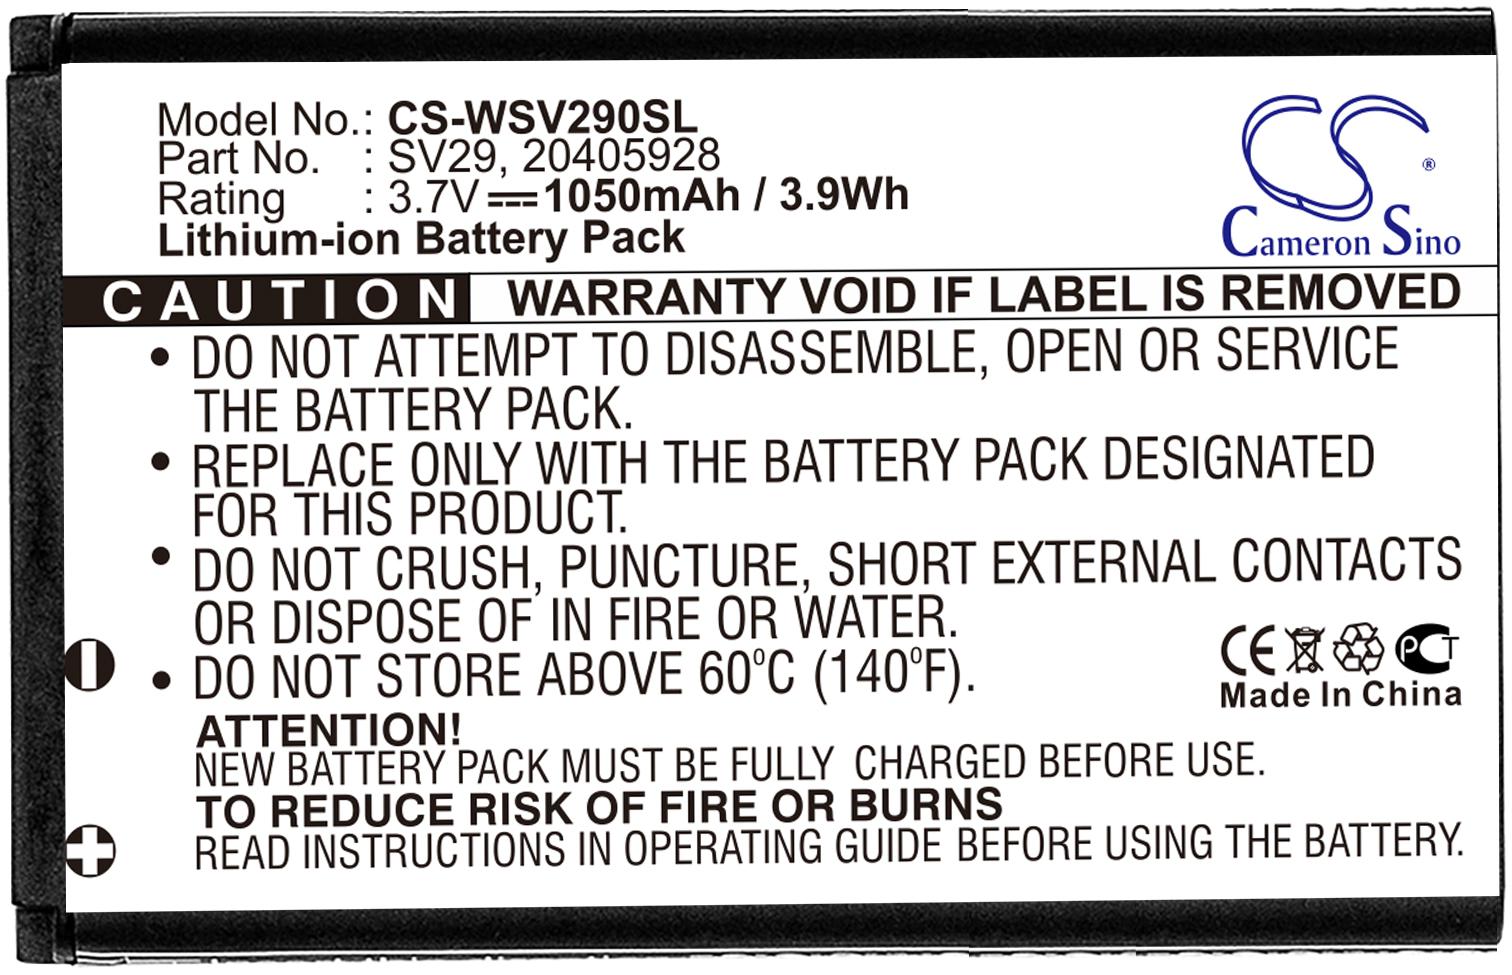 Model No.: CS-WSV290SL
Part No. : SV29, 20405928
Rating : 3.7V⎓1050mAh / 3.9Wh
Lithium-ion Battery Pack
CS®
Cameron Sino
CAUTION WARRANTY VOID IF LABEL IS REMOVED
• DO NOT ATTEMPT TO DISASSEMBLE, OPEN OR SERVICE
THE BATTERY PACK.
• REPLACE ONLY WITH THE BATTERY PACK DESIGNATED
FOR THIS PRODUCT.
• DO NOT CRUSH, PUNCTURE, SHORT EXTERNAL CONTACTS
OR DISPOSE OF IN FIRE OR WATER.
• DO NOT STORE ABOVE 60°C (140°F).
CE PCT
Made In China
ATTENTION!
NEW BATTERY PACK MUST BE FULLY CHARGED BEFORE USE.
TO REDUCE RISK OF FIRE OR BURNS
READ INSTRUCTIONS IN OPERATING GUIDE BEFORE USING THE BATTERY.